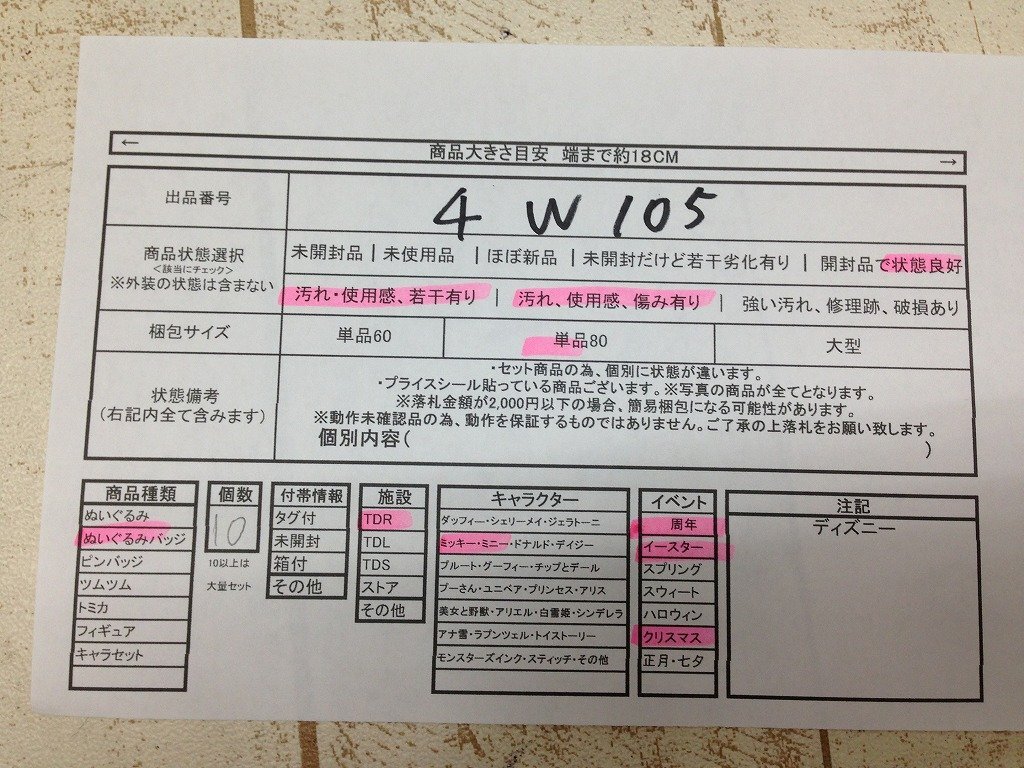 ← 商品大きさ目安 端まで約18CM →
出品番号 4 W 105
商品状態選択
<該当にチェック>
※外装の状態は含まない
未開封品 | 未使用品 | ほぼ新品 | 未開封だけど若干劣化有り | 開封品で状態良好
汚れ・使用感、若干有り | 汚れ、使用感、傷み有り | 強い汚れ、修理跡、破損あり
梱包サイズ 単品60 単品80 大型
状態備考
(右記内全て含みます)
・セット商品の為、個別に状態が違います。
・プライスシール貼っている商品ございます。※写真の商品が全てとなります。
※落札金額が2,000円以下の場合、簡易梱包になる可能性があります。
※動作未確認品の為、動作を保証するものではありません。ご了承の上落札をお願い致します。
個別内容( )
商品種類
ぬいぐるみ
ぬいぐるみバッジ
ピンバッジ
ツムツム
トミカ
フィギュア
キャラセット
個数
10
10以上は
大量セット
付帯情報
タグ付
未開封
箱付
その他
施設
TDR
TDL
TDS
ストア
その他
キャラクター
ダッフィー・シェリーメイ・ジェラトーニ
ミッキー・ミニー・ドナルド・デイジー
プルート・グーフィー・チップとデール
プーさん・ユニベア・プリンセス・アリス
美女と野獣・アリエル・白雪姫・シンデレラ
アナ雪・ラプンツェル・トイストーリー
モンスターズインク・スティッチ・その他
イベント
周年
イースター
スプリング
スウィート
ハロウィン
クリスマス
正月・七夕
注記
ディズニー